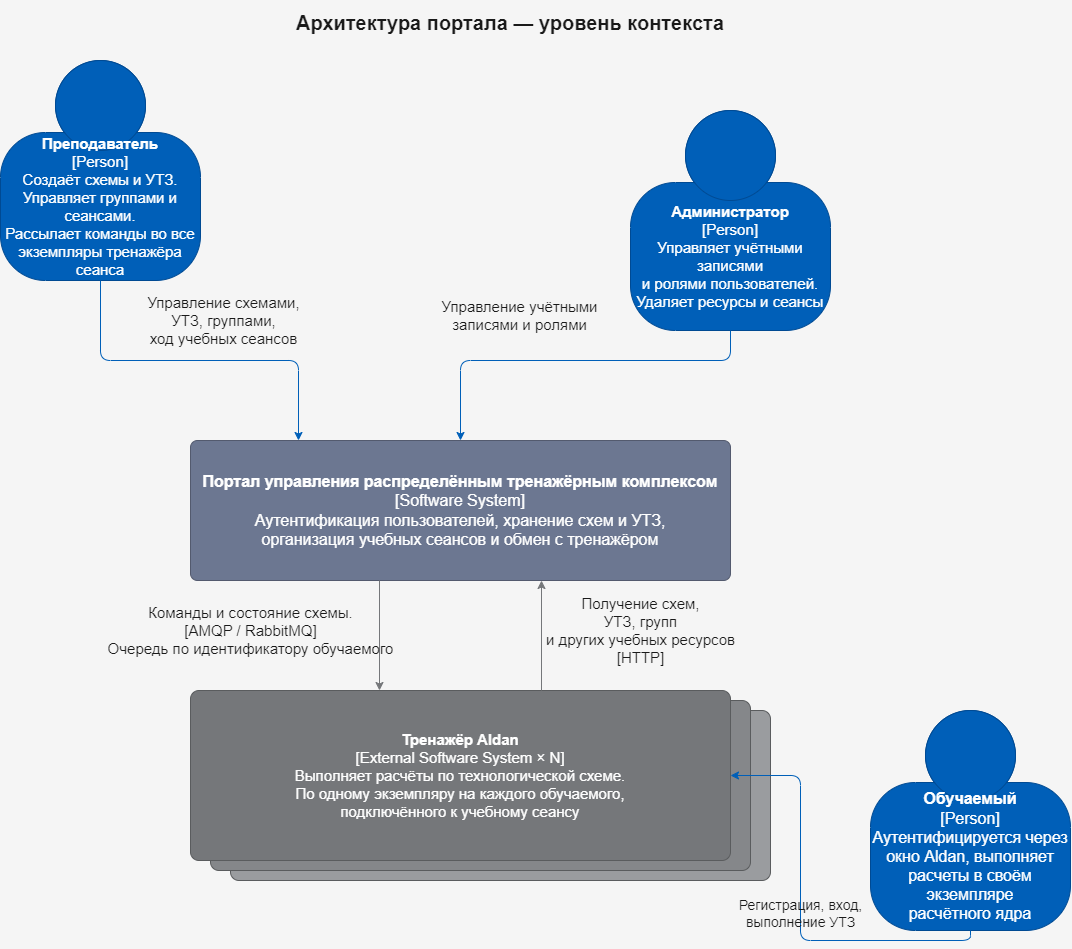 Архитектура портала — уровень контекста
Преподаватель
[Person]
Создаёт схемы и УТЗ.
Управляет группами и
сеансами.
Рассылает команды во все
экземпляры тренажёра
сеанса
Администратор
[Person]
Управляет учётными
записями
и ролями пользователей.
Удаляет ресурсы и сеансы
Управление схемами,
УТЗ, группами,
ход учебных сеансов
Управление учётными
записями и ролями
Портал управления распределённым тренажёрным комплексом
[Software System]
Аутентификация пользователей, хранение схем и УТЗ,
организация учебных сеансов и обмен с тренажёром
Команды и состояние схемы.
[AMQP / RabbitMQ]
Очередь по идентификатору обучаемого
Получение схем,
УТЗ, групп
и других учебных ресурсов
[HTTP]
Тренажёр Aldan
[External Software System × N]
Выполняет расчёты по технологической схеме.
По одному экземпляру на каждого обучаемого,
подключённого к учебному сеансу
Обучаемый
[Person]
Аутентифицируется через
окно Aldan, выполняет
расчеты в своём
экземпляре
расчётного ядра
Регистрация, вход,
выполнение УТЗ